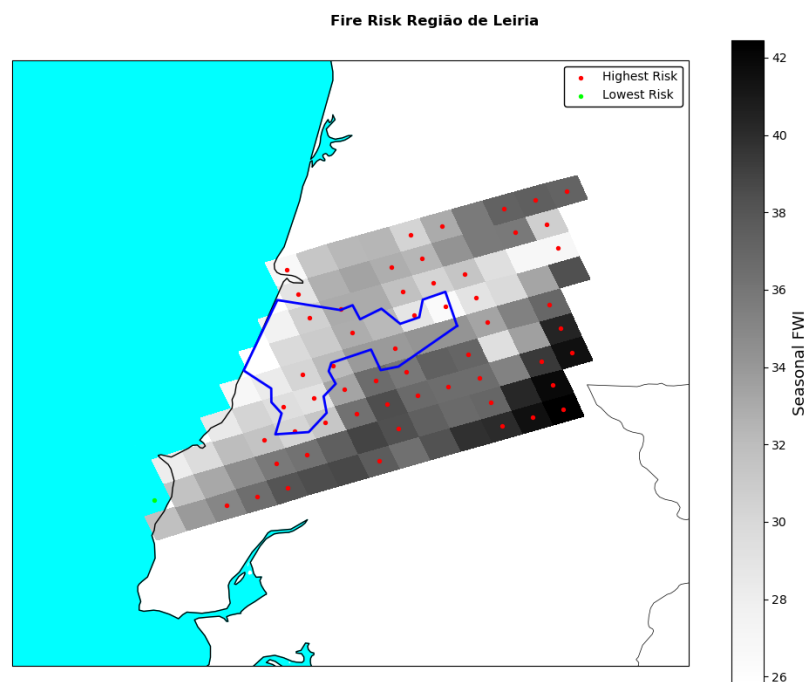 Fire Risk Região de Leiria
Highest Risk
Lowest Risk
42
40
38
36
34
32
30
28
26
Seasonal FWI